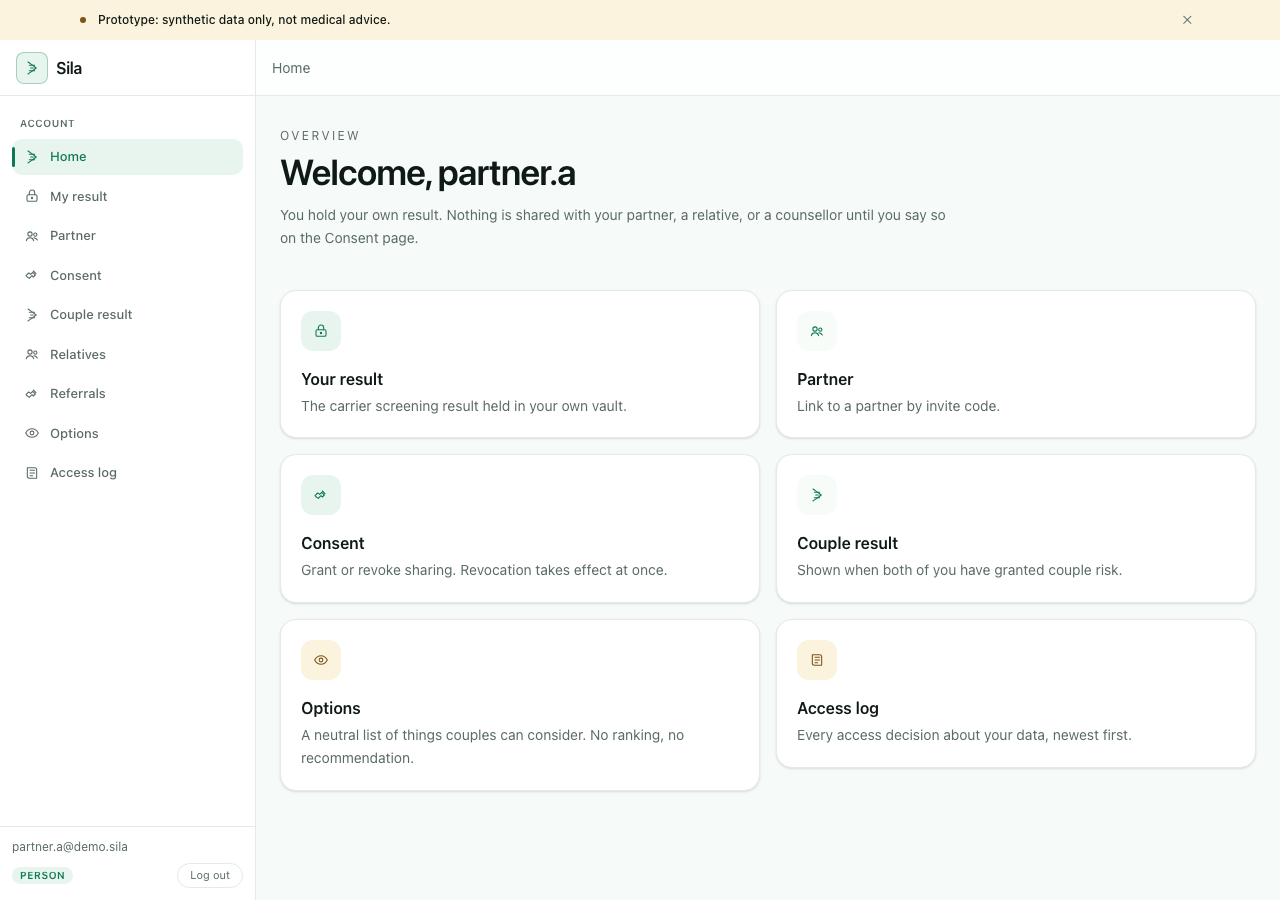 Prototype: synthetic data only, not medical advice.
Sila
Home
ACCOUNT
Home
My result
Partner
Consent
Couple result
Relatives
Referrals
Options
Access log
OVERVIEW
Welcome, partner.a
You hold your own result. Nothing is shared with your partner, a relative, or a counsellor until you say so
on the Consent page.
Your result
The carrier screening result held in your own vault.
Partner
Link to a partner by invite code.
Consent
Grant or revoke sharing. Revocation takes effect at once.
Couple result
Shown when both of you have granted couple risk.
Options
A neutral list of things couples can consider. No ranking, no
recommendation.
Access log
Every access decision about your data, newest first.
partner.a@demo.sila
PERSON
Log out